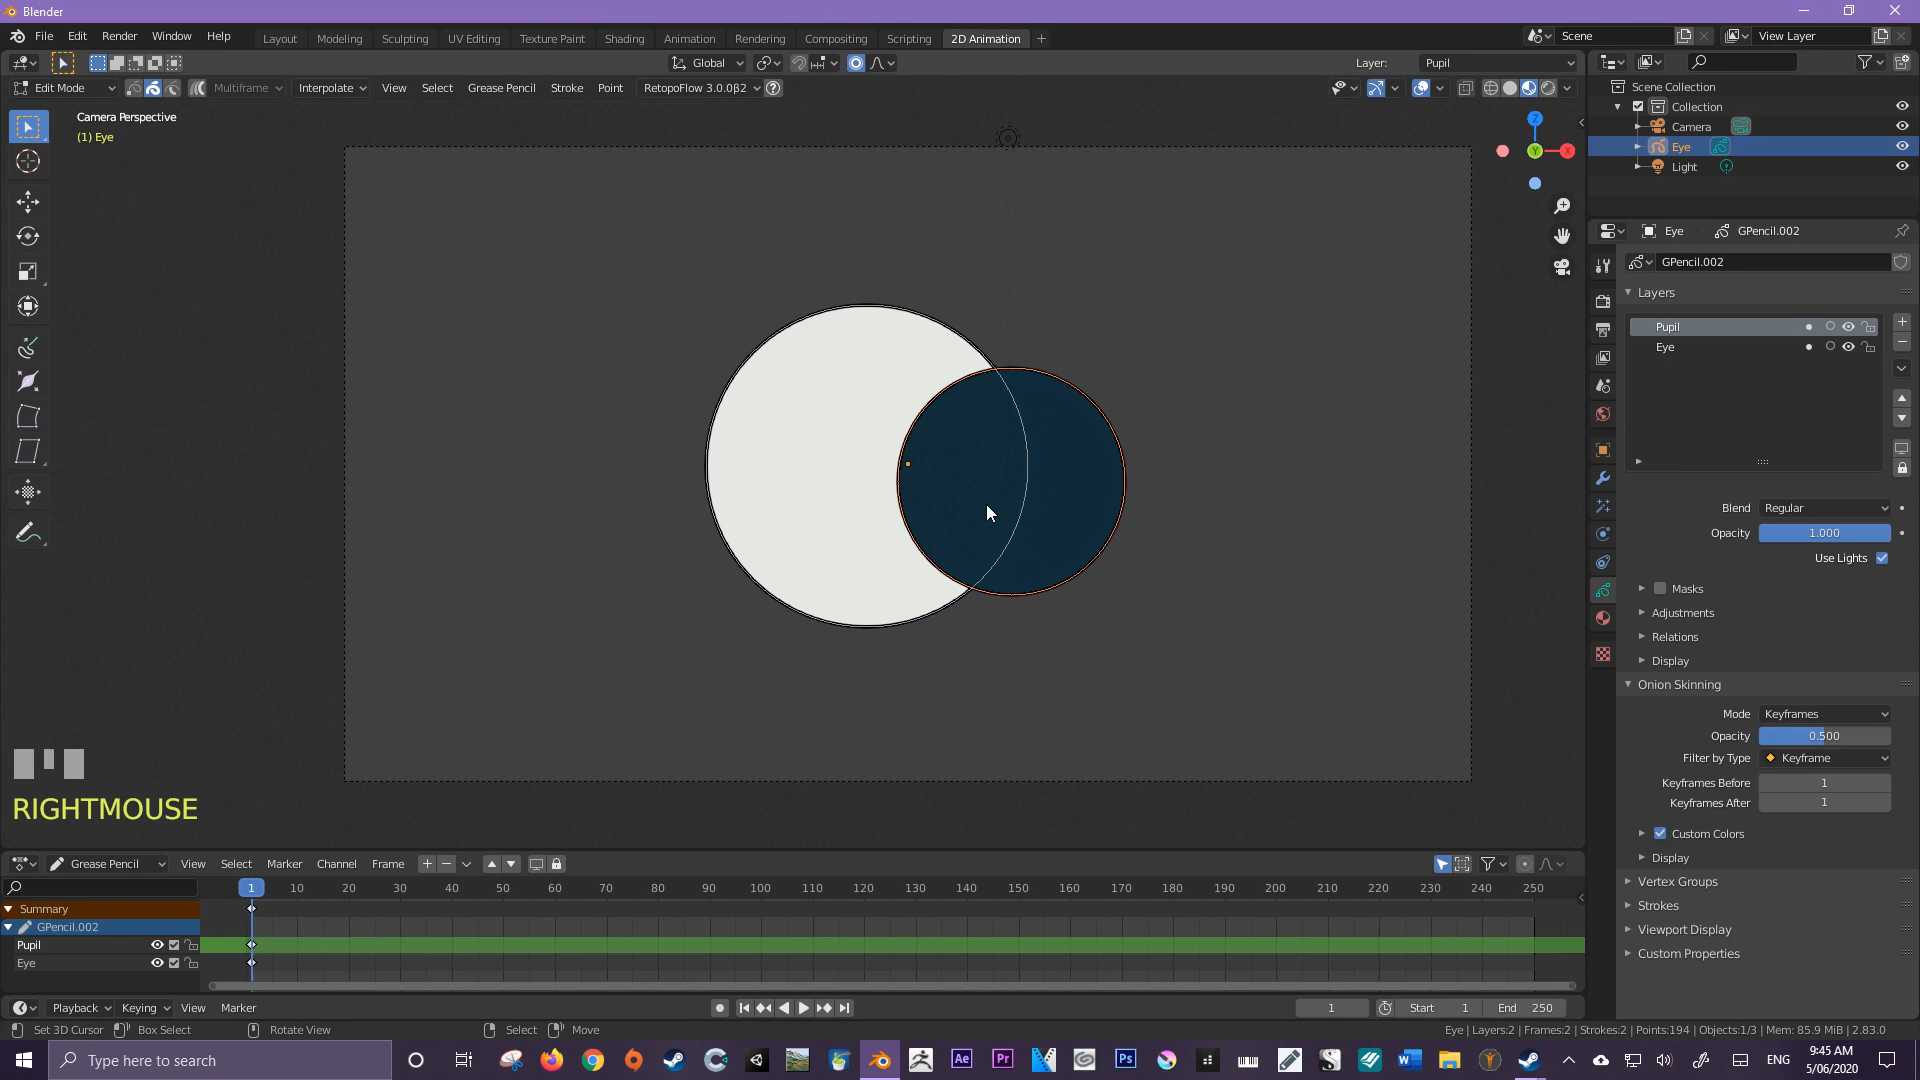 Blender
File Edit Render Window Help
Layout Modeling Sculpting UV Editing Texture Paint Shading Animation Rendering Compositing Scripting 2D Animation
Scene
View Layer
Global
Layer: Pupil
Edit Mode
Multiframe
Interpolate
View Select Grease Pencil Stroke Point RetopoFlow 3.0.0β2
Camera Perspective
(1) Eye
Z
Y
X
Scene Collection
Collection
Camera
Eye
Light
Eye GPencil.002
GPencil.002
Layers
Pupil
Eye
Blend Regular
Opacity 1.000
Use Lights
Masks
Adjustments
Relations
Display
Onion Skinning
Mode Keyframes
Opacity 0.500
Filter by Type Keyframe
Keyframes Before 1
Keyframes After 1
Custom Colors
Display
Vertex Groups
Strokes
Viewport Display
Custom Properties
RIGHTMOUSE
Grease Pencil View Select Marker Channel Frame
1 10 20 30 40 50 60 70 80 90 100 110 120 130 140 150 160 170 180 190 200 210 220 230 240 250
Summary
GPencil.002
Pupil
Eye
Playback Keying View Marker
1 Start 1 End 250
Set 3D Cursor Box Select Rotate View Select Move
Eye | Layers:2 | Frames:2 | Strokes:2 | Points:194 | Objects:1/3 | Mem: 85.9 MiB | 2.83.0
Type here to search
Ae Pr Ps
ENG
9:45 AM
5/06/2020